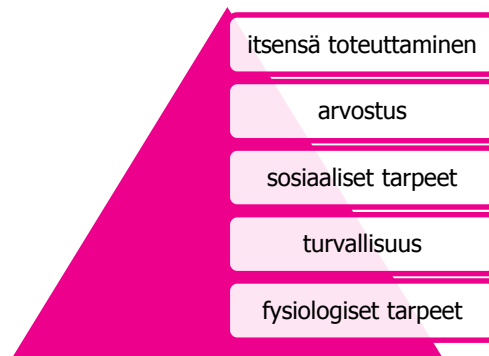 itsensä toteuttaminen
arvostus
sosiaaliset tarpeet
turvallisuus
fysiologiset tarpeet